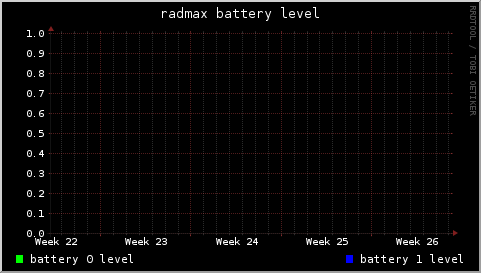 radmax battery level
RRDTOOL / TOBI OETIKER
1.0
0.9
0.8
0.7
0.6
0.5
0.4
0.3
0.2
0.1
0.0
Week 22 Week 23 Week 24 Week 25 Week 26
battery 0 level battery 1 level